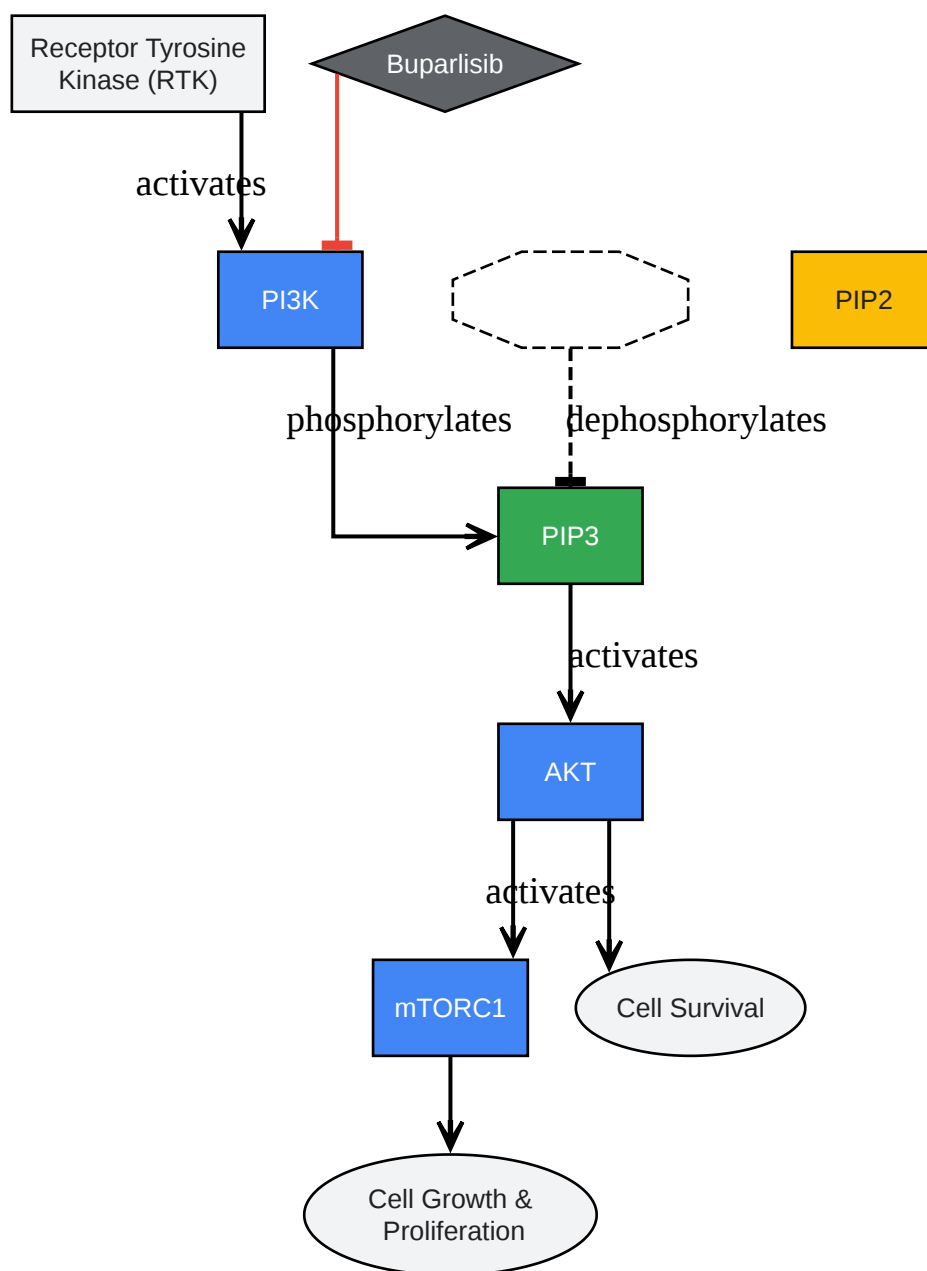 Receptor Tyrosine
Kinase (RTK)
Buparlisib
activates
PI3K
PIP2
phosphorylates
dephosphorylates
PIP3
activates
AKT
activates
mTORC1
Cell Survival
Cell Growth &
Proliferation